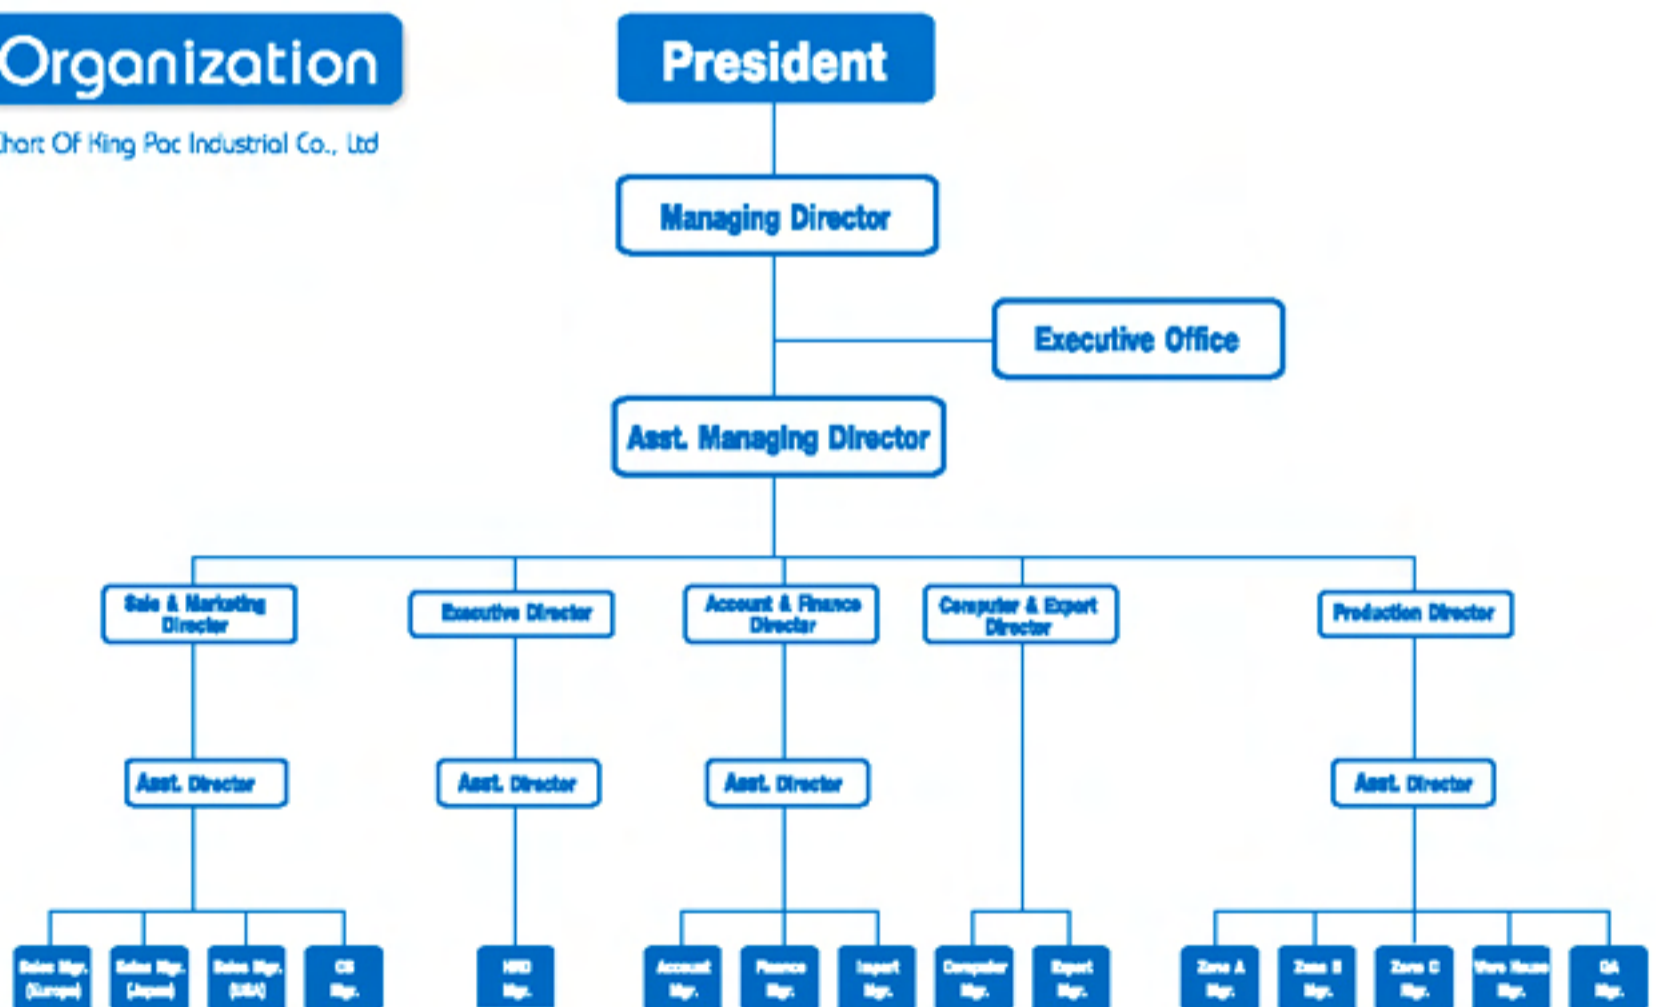 Organization
Chart Of King Pac Industrial Co., Ltd
President
Managing Director
Executive Office
Asst. Managing Director
Sale & Marketing
Director
Executive Director
Account & Finance
Director
Computer & Export
Director
Production Director
Asst. Director
Asst. Director
Asst. Director
Asst. Director
Sales Mgr.
(Europe)
Sales Mgr.
(Japan)
Sales Mgr.
(USA)
CS
Mgr.
HRD
Mgr.
Account
Mgr.
Finance
Mgr.
Import
Mgr.
Computer
Mgr.
Export
Mgr.
Zone A
Mgr.
Zone B
Mgr.
Zone C
Mgr.
Ware House
Mgr.
QA
Mgr.